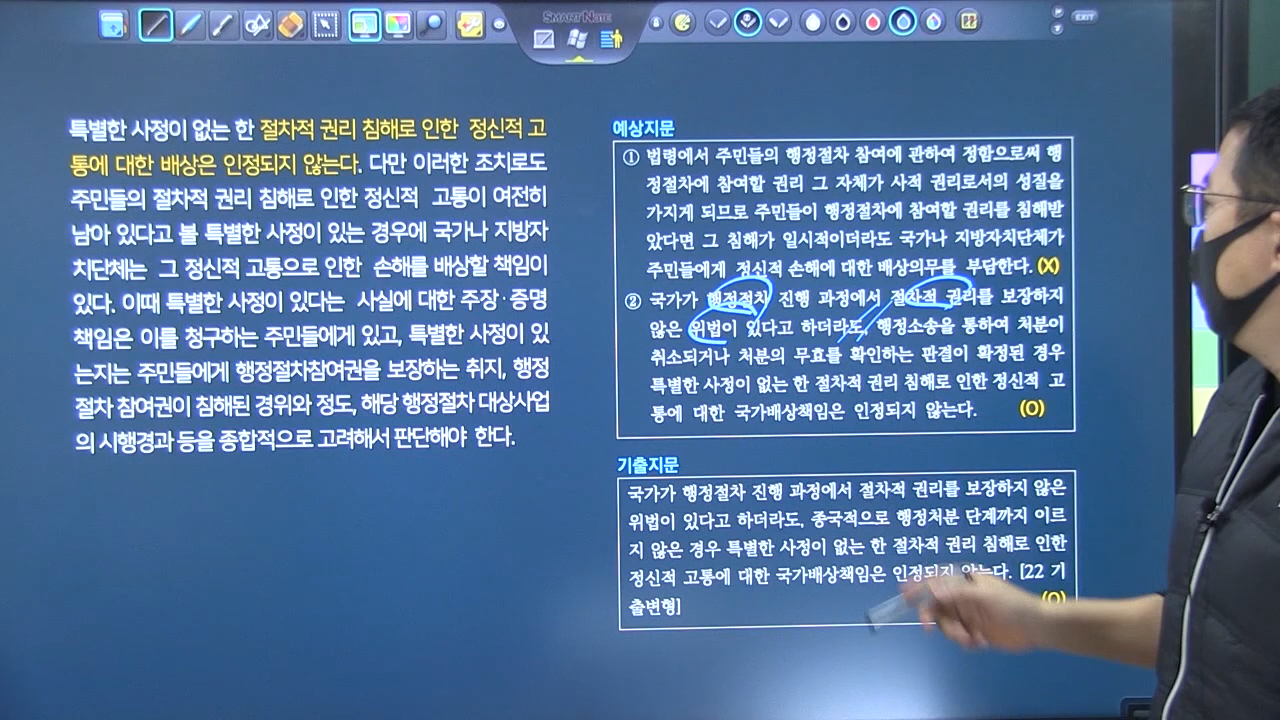 SMART NOTE
EXIT
특별한 사정이 없는 한 절차적 권리 침해로 인한 정신적 고
통에 대한 배상은 인정되지 않는다. 다만 이러한 조치로도
주민들의 절차적 권리 침해로 인한 정신적 고통이 여전히
남아 있다고 볼 특별한 사정이 있는 경우에 국가나 지방자
치단체는 그 정신적 고통으로 인한 손해를 배상할 책임이
있다. 이때 특별한 사정이 있다는 사실에 대한 주장·증명
책임은 이를 청구하는 주민들에게 있고, 특별한 사정이 있
는지는 주민들에게 행정절차참여권을 보장하는 취지, 행정
절차 참여권이 침해된 경위와 정도, 해당 행정절차 대상사업
의 시행경과 등을 종합적으로 고려해서 판단해야 한다.
예상지문
① 법령에서 주민들의 행정절차 참여에 관하여 정함으로써 행
정절차에 참여할 권리 그 자체가 사적 권리로서의 성질을
가지게 되므로 주민들이 행정절차에 참여할 권리를 침해받
았다면 그 침해가 일시적이더라도 국가나 지방자치단체가
주민들에게 정신적 손해에 대한 배상의무를 부담한다. (X)
② 국가가 행정절차 진행 과정에서 절차적 권리를 보장하지
않은 위법이 있다고 하더라도, 행정소송을 통하여 처분이
취소되거나 처분의 무효를 확인하는 판결이 확정된 경우
특별한 사정이 없는 한 절차적 권리 침해로 인한 정신적 고
통에 대한 국가배상책임은 인정되지 않는다. (O)
기출지문
국가가 행정절차 진행 과정에서 절차적 권리를 보장하지 않은
위법이 있다고 하더라도, 종국적으로 행정처분 단계까지 이르
지 않은 경우 특별한 사정이 없는 한 절차적 권리 침해로 인한
정신적 고통에 대한 국가배상책임은 인정되지 않는다. [22 기
출변형] (O)